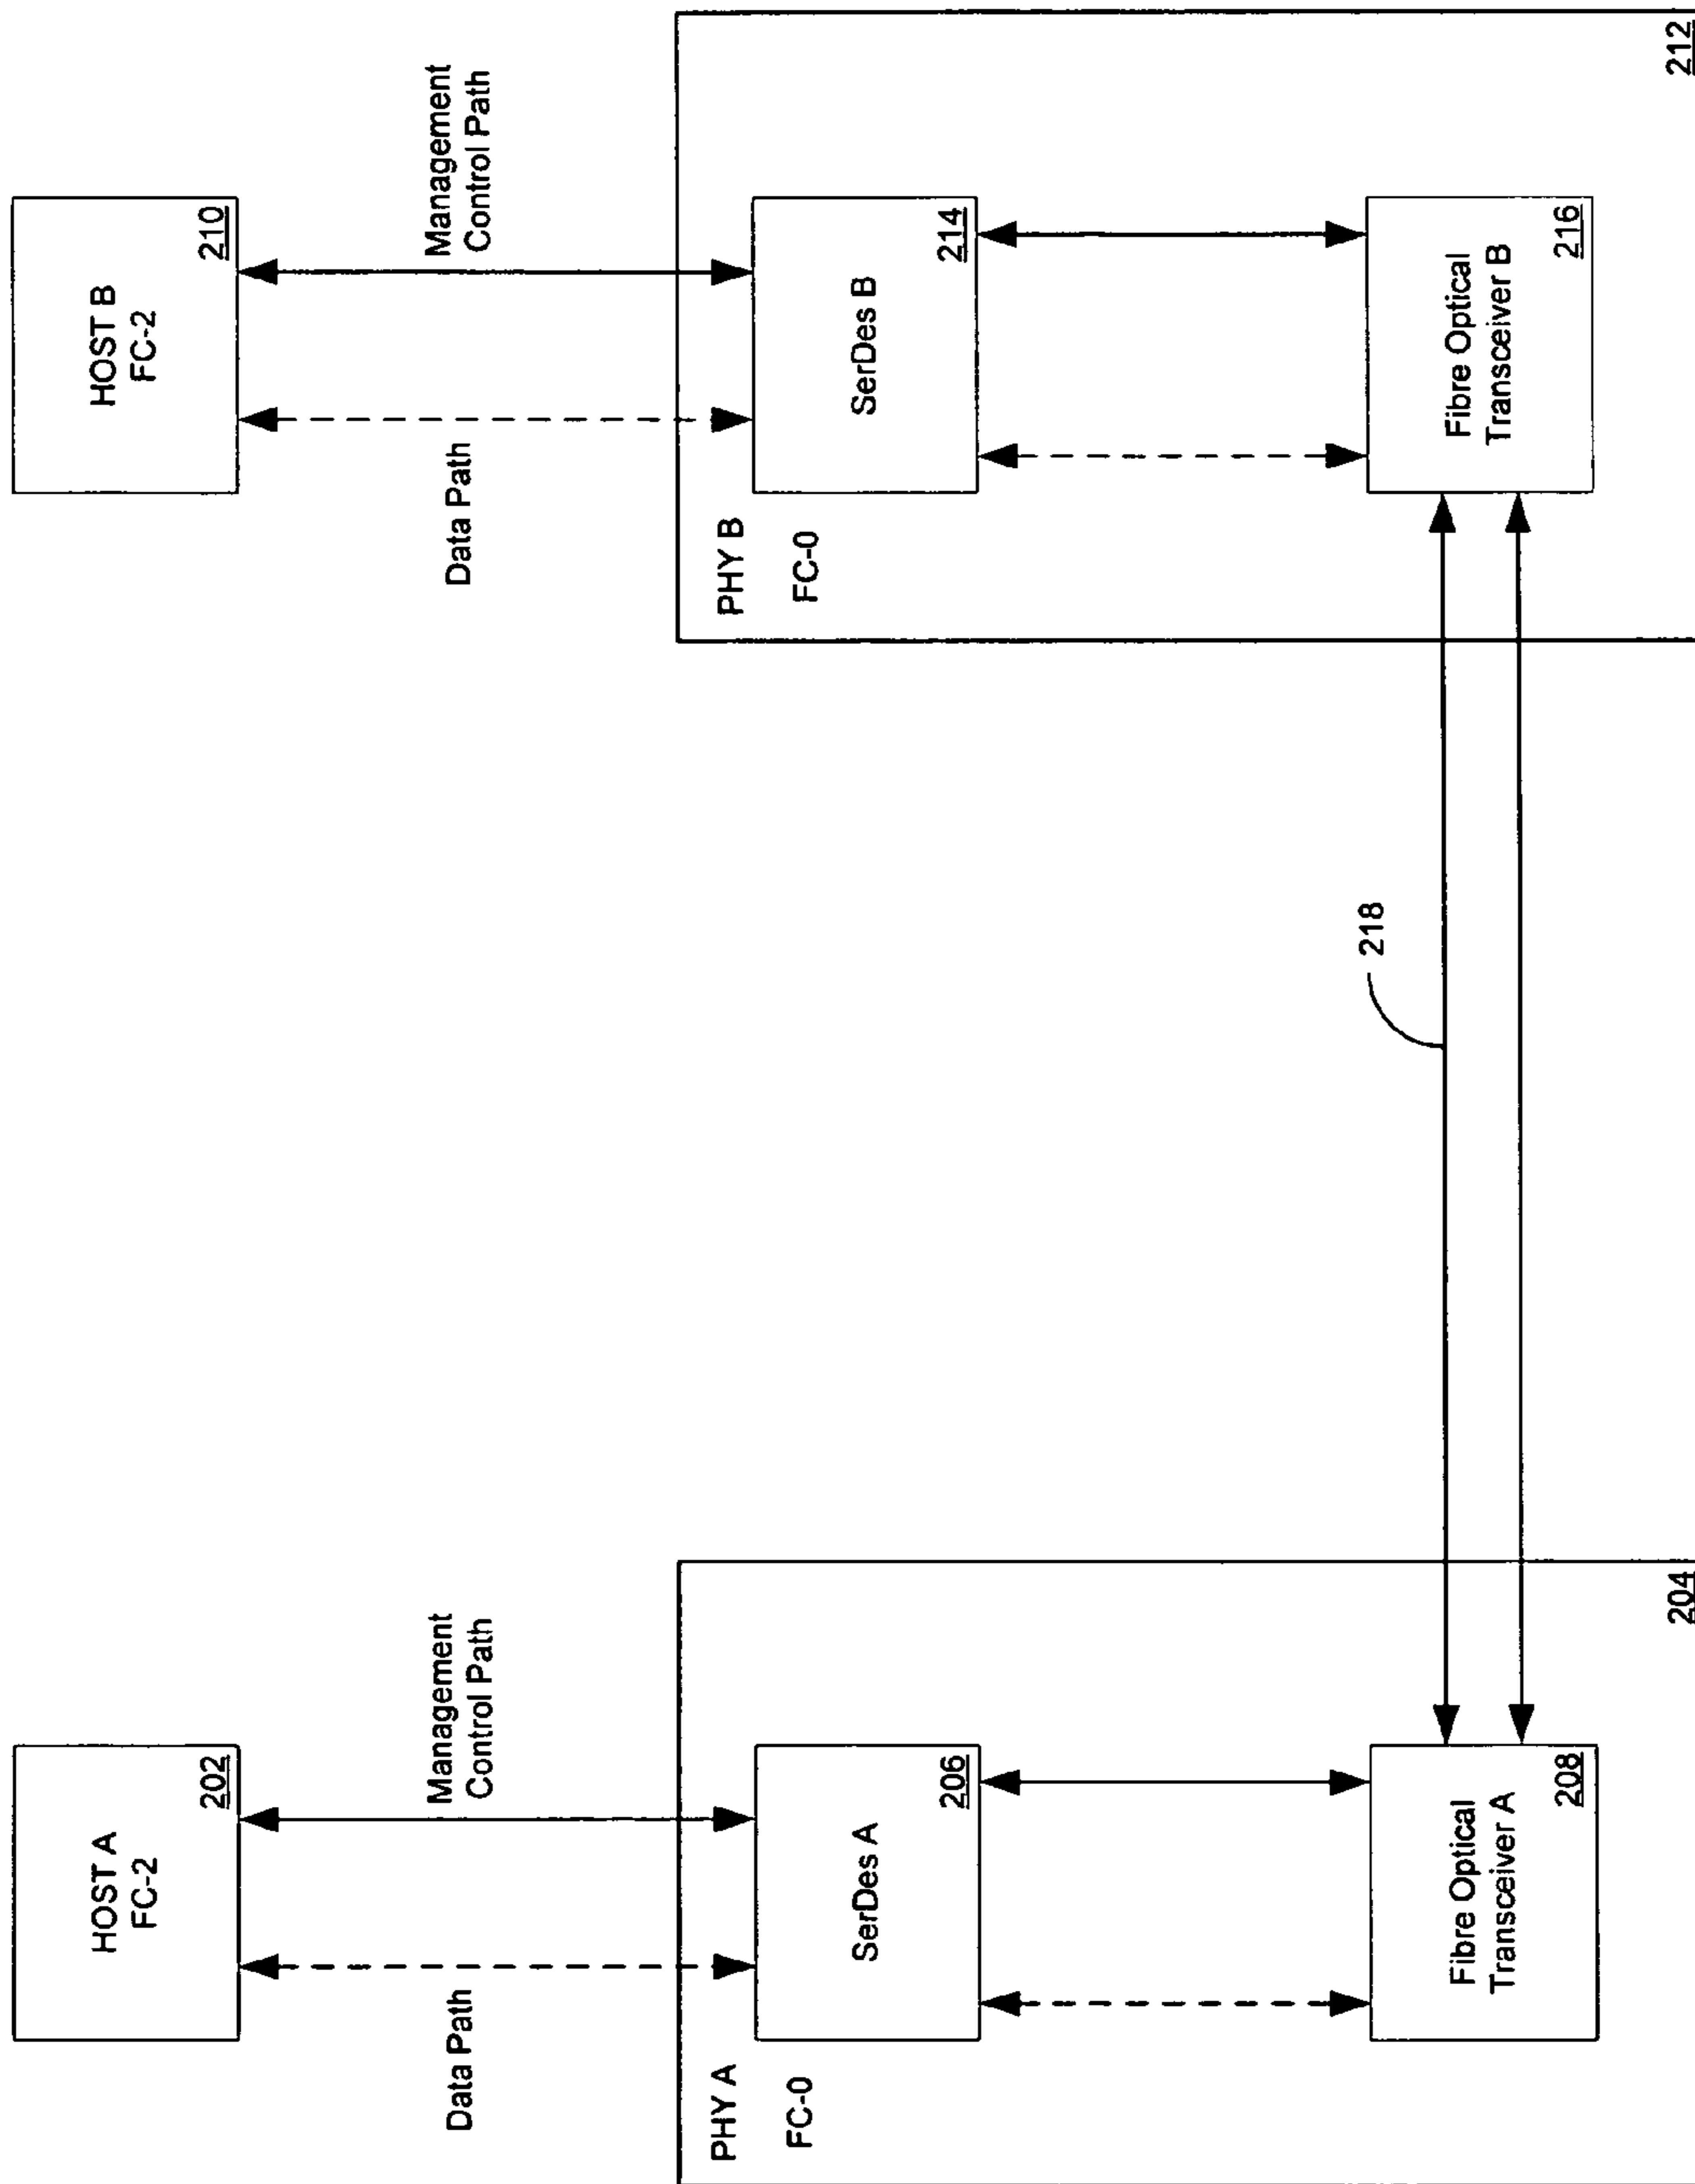 HOST A
FC-2
202
Data Path
Management
Control Path
PHY A
FC-0
SerDes A
206
Fibre Optical
Transceiver A
208
204
218
HOST B
FC-2
210
Data Path
Management
Control Path
PHY B
FC-0
SerDes B
214
Fibre Optical
Transceiver B
216
212